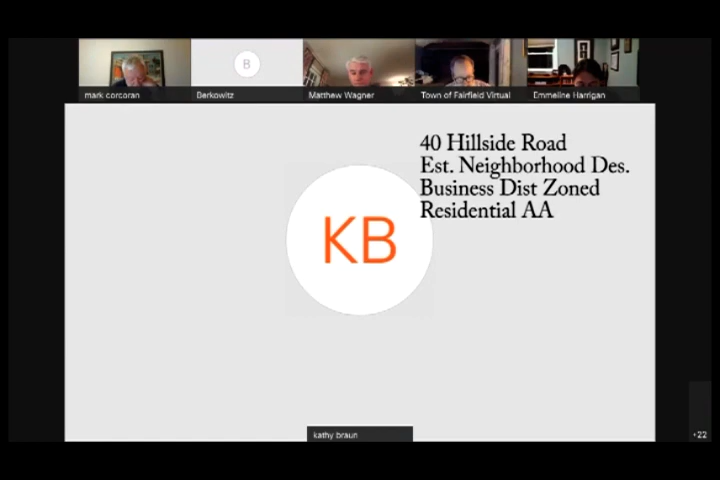 B
mark corcoran
Berkowitz
Matthew Wagner
Town of Fairfield Virtual
Emmeline Harrigan
40 Hillside Road
Est. Neighborhood Des.
Business Dist Zoned
Residential AA
KB
kathy braun
+22